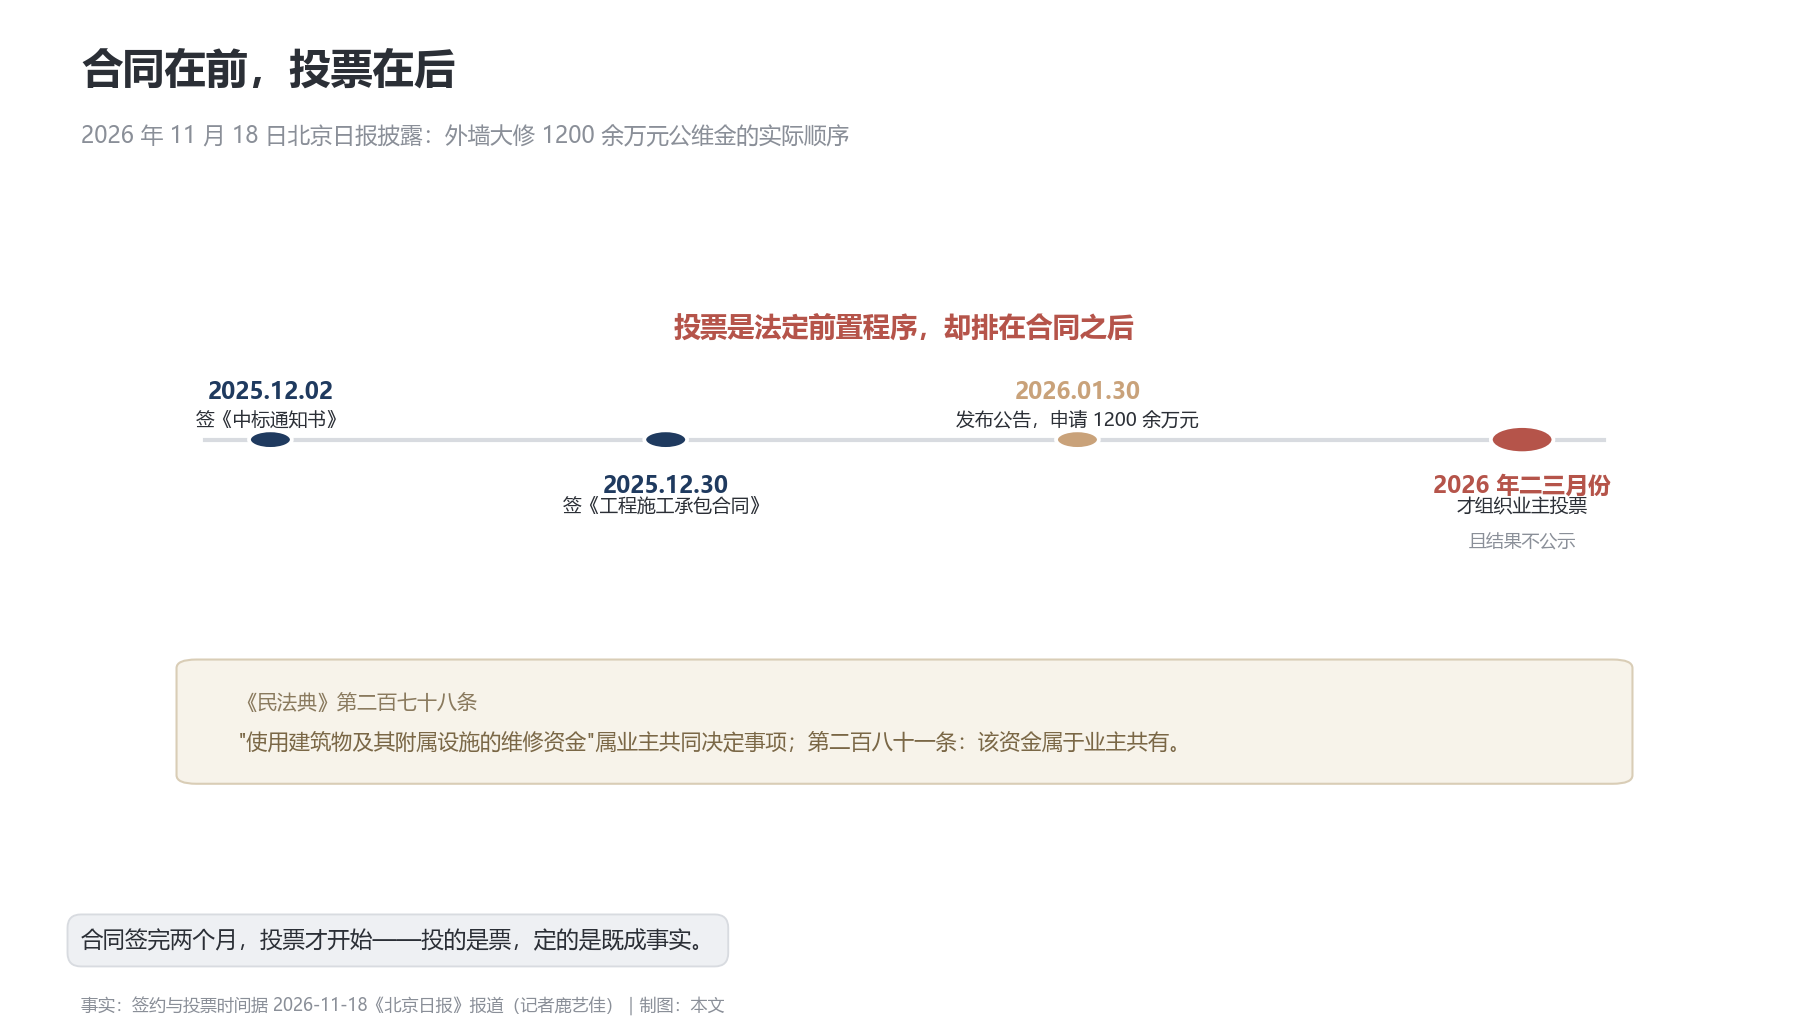 合同在前，投票在后
2026 年 11 月 18 日北京日报披露：外墙大修 1200 余万元公维金的实际顺序
投票是法定前置程序，却排在合同之后
2025.12.02
签《中标通知书》
2025.12.30
签《工程施工承包合同》
2026.01.30
发布公告，申请 1200 余万元
2026 年二三月份
才组织业主投票
且结果不公示
《民法典》第二百七十八条
"使用建筑物及其附属设施的维修资金"属业主共同决定事项；第二百八十一条：该资金属于业主共有。
合同签完两个月，投票才开始——投的是票，定的是既成事实。
事实：签约与投票时间据 2026-11-18《北京日报》报道（记者鹿艺佳）｜制图：本文